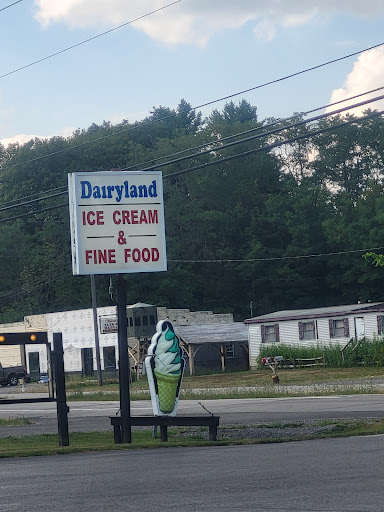 Dairyland
ICE CREAM
&
FINE FOOD